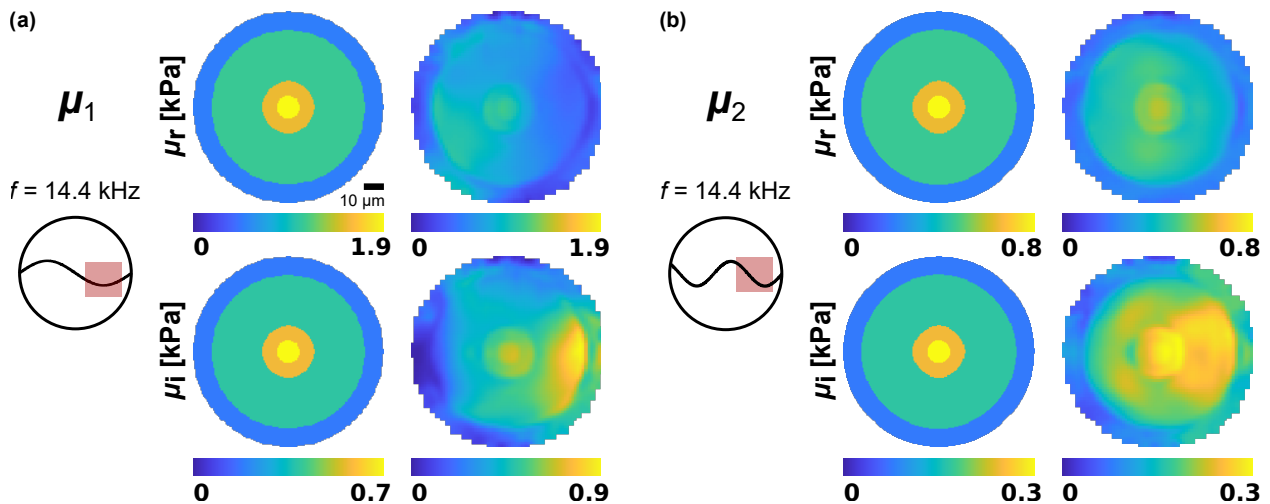 (a)
μ1
f = 14.4 kHz
μr [kPa]
10 μm
0 1.9
0 1.9
μi [kPa]
0 0.7
0 0.9
(b)
μ2
f = 14.4 kHz
μr [kPa]
0 0.8
0 0.8
μi [kPa]
0 0.3
0 0.3